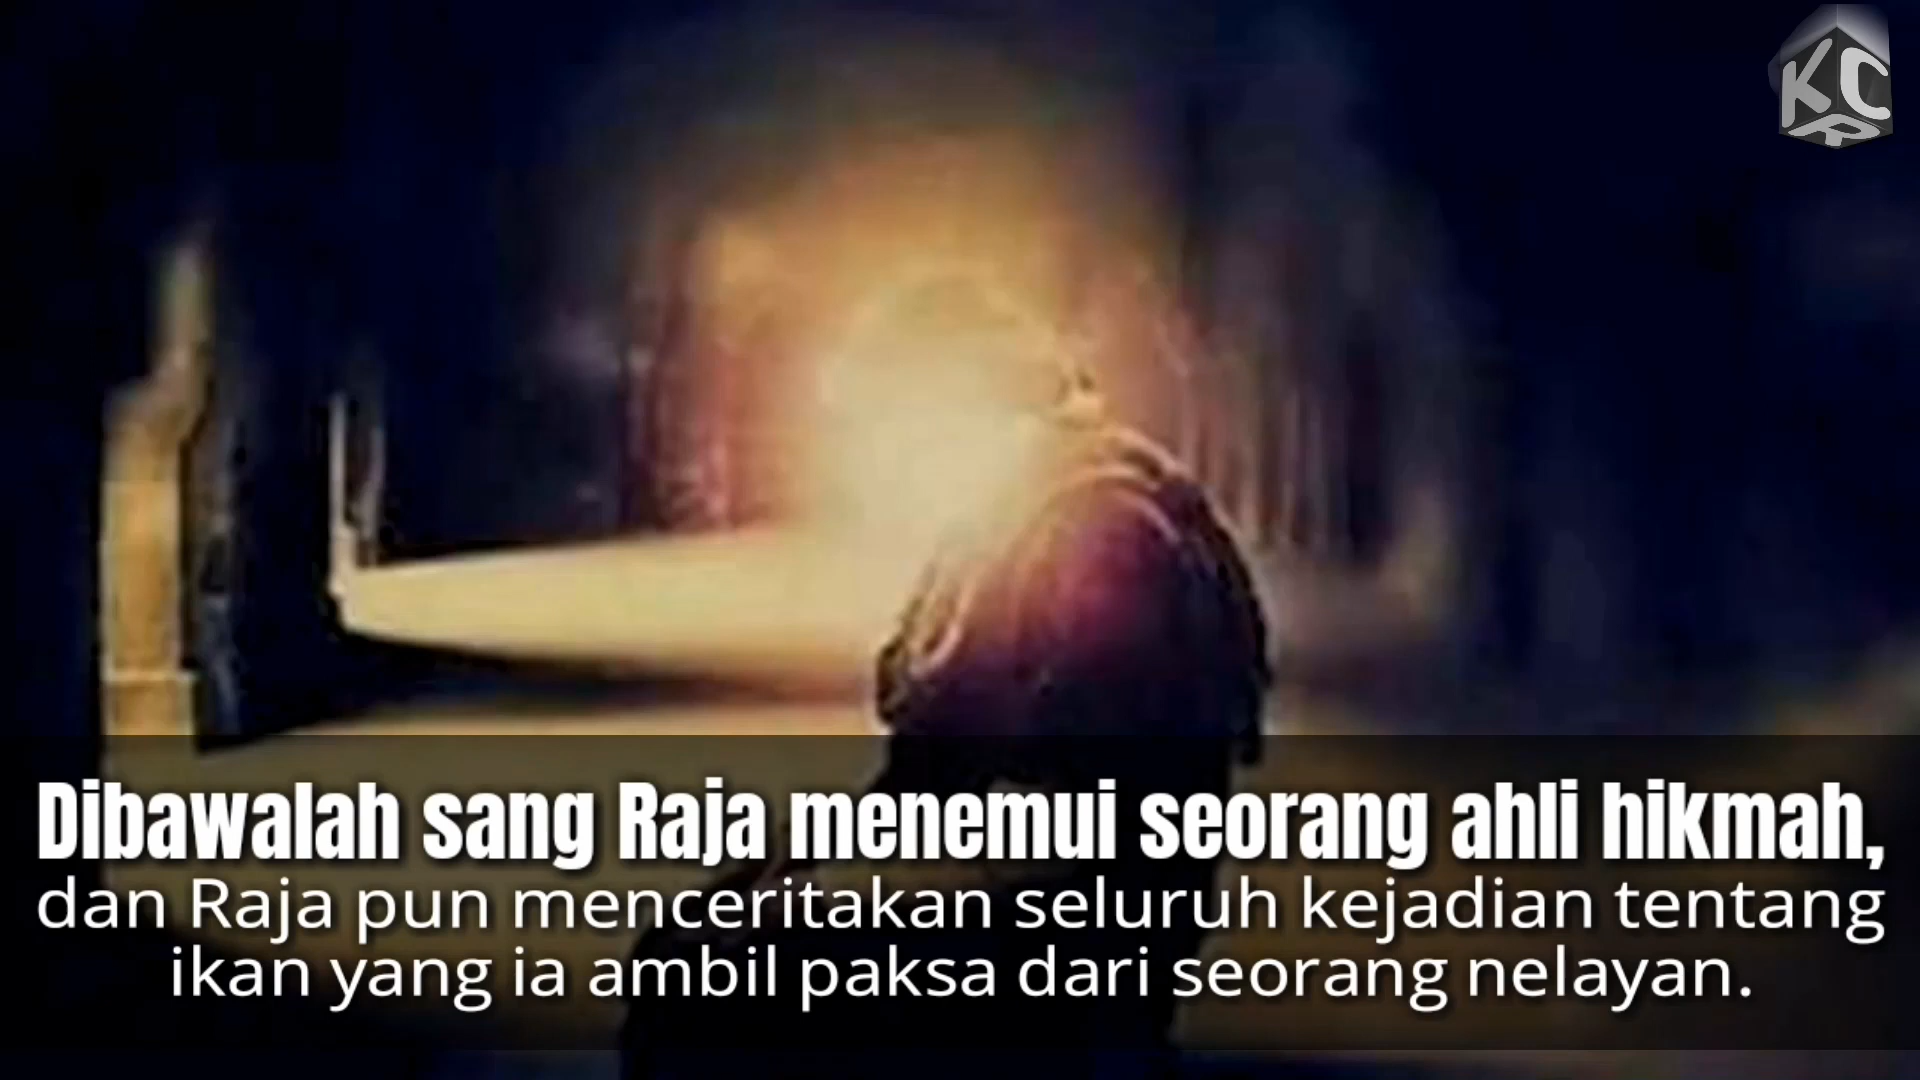 KCR
Dibawalah sang Raja menemui seorang ahli hikmah,
dan Raja pun menceritakan seluruh kejadian tentang
ikan yang ia ambil paksa dari seorang nelayan.